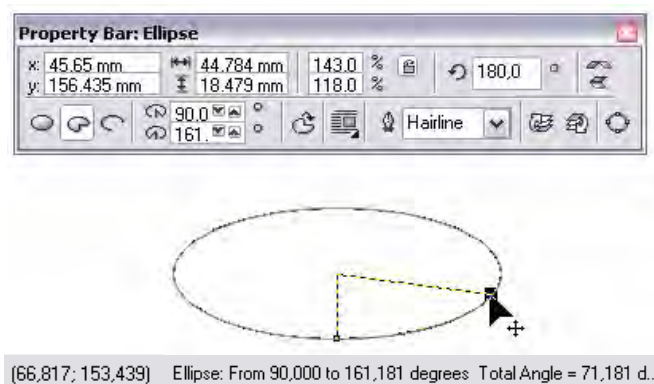 Property Bar: Ellipse
x: 45.65 mm 44.784 mm 143.0 % 180,0 °
y: 156.435 mm 18.479 mm 118.0 %
90,0 °
161. ° Hairline
(66,817; 153,439) Ellipse: From 90,000 to 161,181 degrees Total Angle = 71,181 d..